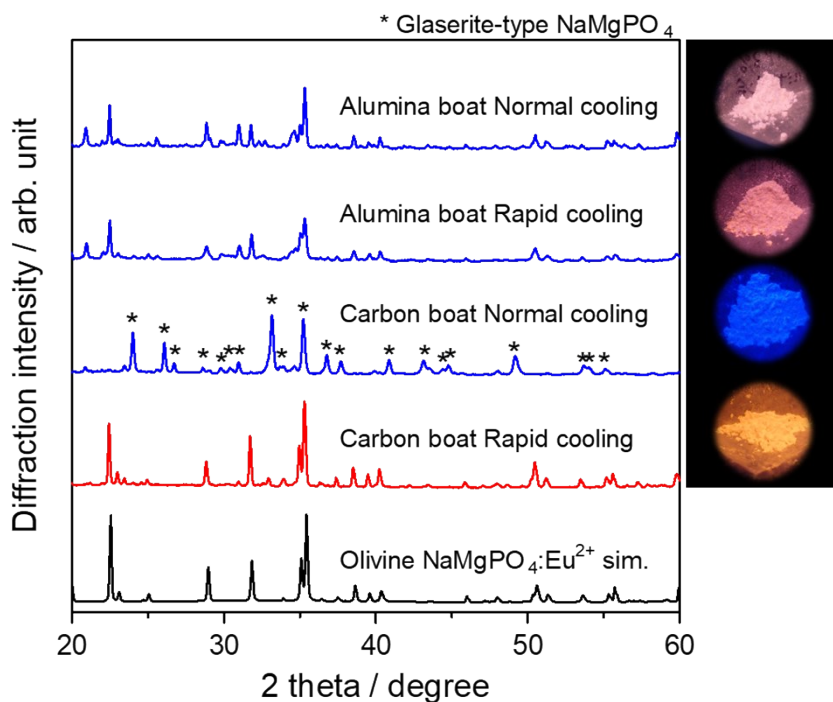 * Glaserite-type NaMgPO₄
Alumina boat Normal cooling
Alumina boat Rapid cooling
Carbon boat Normal cooling
* * * * * * * * * * * * * * * * * *
Carbon boat Rapid cooling
Olivine NaMgPO₄:Eu²⁺ sim.
Diffraction intensity / arb. unit
20 30 40 50 60
2 theta / degree